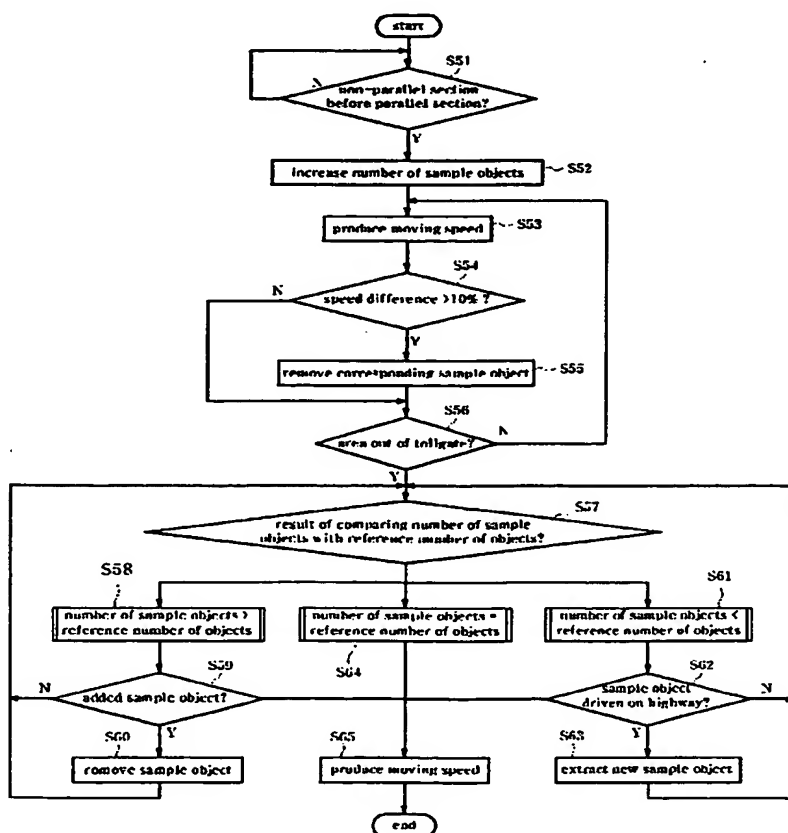 start
S51
N
non-parallel section
before parallel section?
Y
increase number of sample objects
S52
produce moving speed
S53
S54
N
speed difference >10% ?
Y
remove corresponding sample object
S55
S56
area out of tollgate?
N
Y
S57
result of comparing number of sample
objects with reference number of objects?
S58
S61
number of sample objects >
reference number of objects
number of sample objects =
reference number of objects
number of sample objects <
reference number of objects
S59
S64
S62
N
added sample object?
sample object
driven on highway?
N
S60
Y
S65
S63
Y
remove sample object
produce moving speed
extract new sample object
end